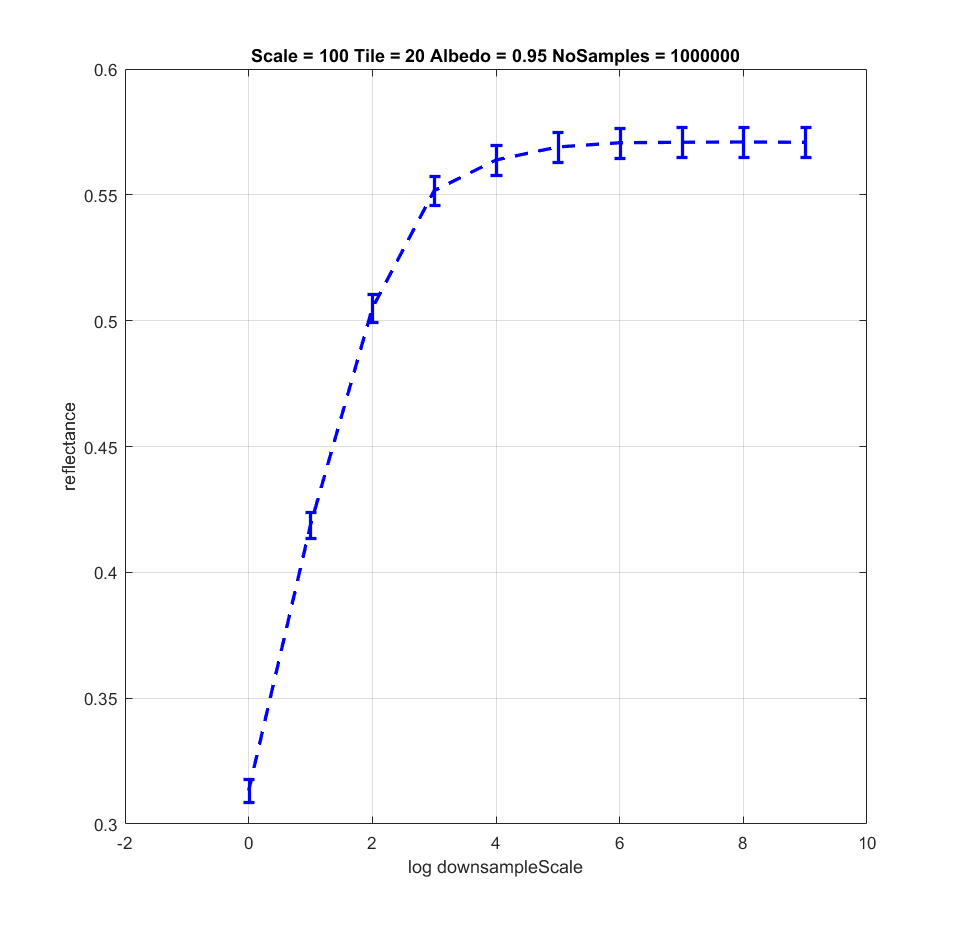 Scale = 100 Tile = 20 Albedo = 0.95 NoSamples = 1000000
0.6
0.55
0.5
0.45
0.4
0.35
0.3
reflectance
-2 0 2 4 6 8 10
log downsampleScale